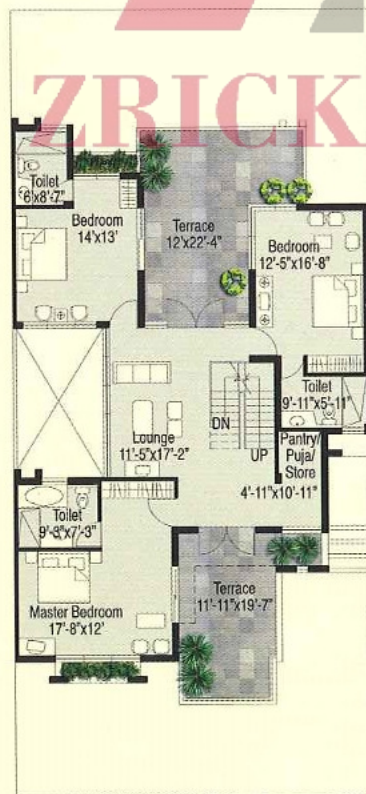 ZRICK
Toilet
6'x8'-7"
Bedroom
14'x13'
Terrace
12'x22'-4"
Bedroom
12'-5"x16'-8"
Toilet
9'-11"x5'-11"
DN
UP
Lounge
11'-5"x17'-2"
Pantry/
Puja/
Store
4'-11"x10'-11"
Toilet
9'-3"x7'-3"
Master Bedroom
17'-8"x12'
Terrace
11'-11"x19'-7"